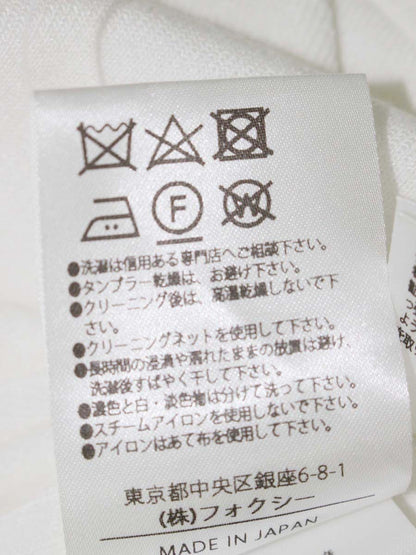 F
W
●洗濯は信用ある専門店へご相談下さい。
●タンブラー乾燥は、お避け下さい。
●クリーニング後は、高温乾燥しないで下
さい。
●クリーニングネットを使用して下さい。
●長時間の浸漬や濡れたままの放置は避け、
洗濯後すばやく干して下さい。
●濃色と白・淡色物は分けて洗って下さい。
●スチームアイロンを使用しないで下さい。
●アイロンはあて布を使用して下さい。
東京都中央区銀座6-8-1
(株)フォクシー
MADE IN JAPAN